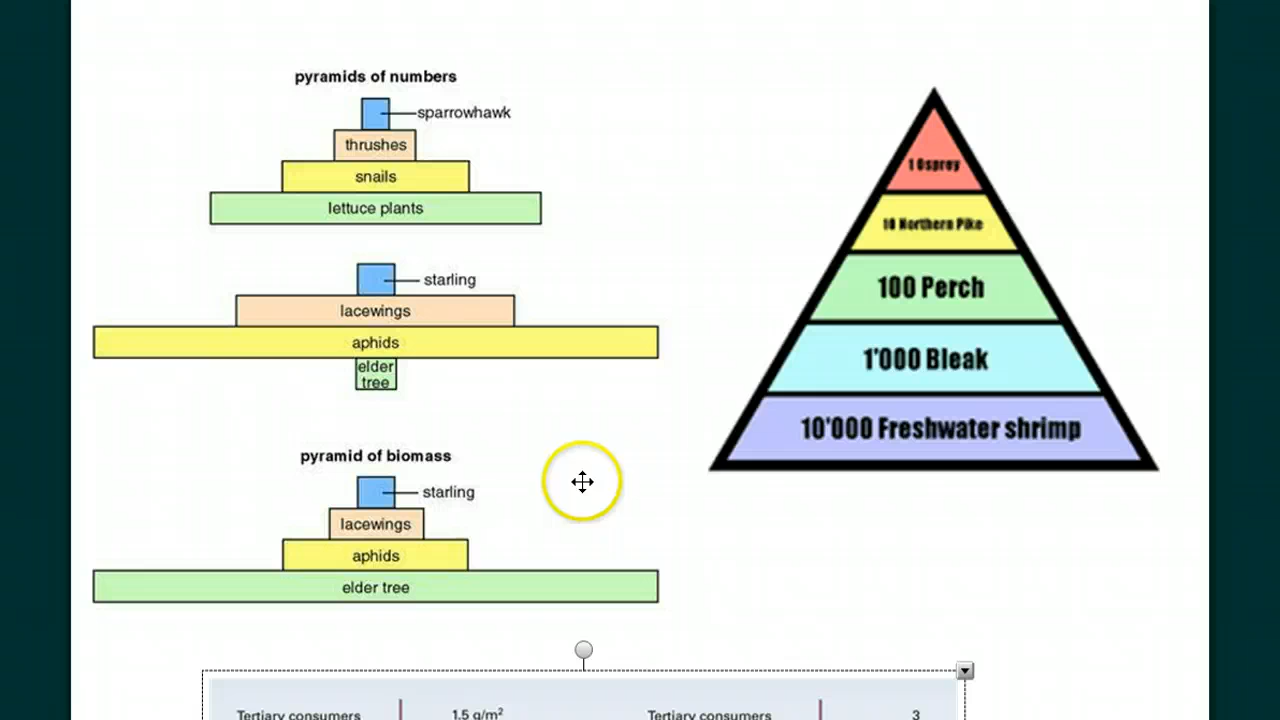 pyramids of numbers
sparrowhawk
thrushes
snails
lettuce plants
starling
lacewings
aphids
elder
tree
pyramid of biomass
starling
lacewings
aphids
elder tree
1 Osprey
10 Northern Pike
100 Perch
1'000 Bleak
10'000 Freshwater shrimp
Tertiary consumers 1.5 g/m² Tertiary consumers 3